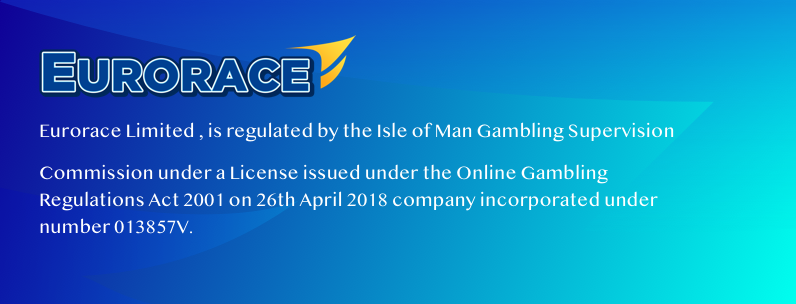 EURORACE
Eurorace Limited , is regulated by the Isle of Man Gambling Supervision
Commission under a License issued under the Online Gambling
Regulations Act 2001 on 26th April 2018 company incorporated under
number 013857V.